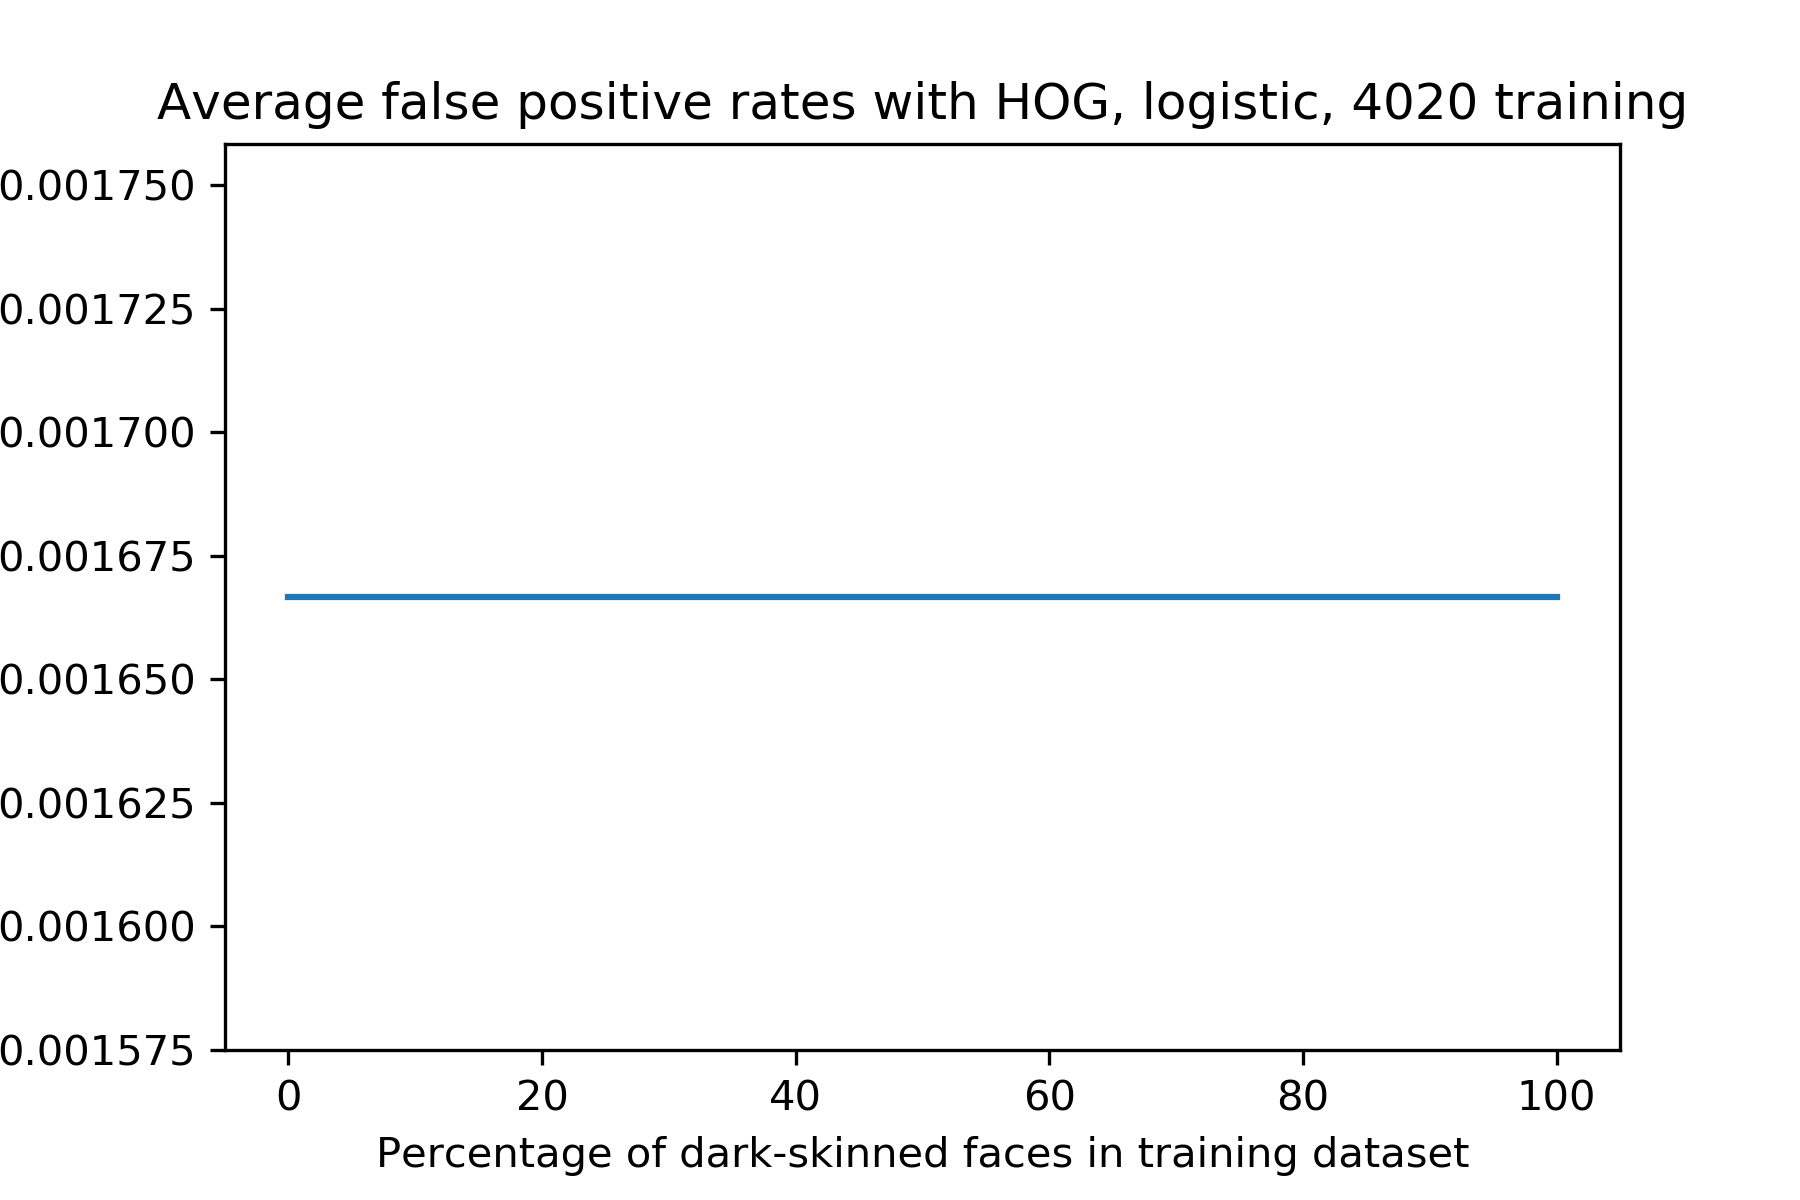 Average false positive rates with HOG, logistic, 4020 training
0.001750
0.001725
0.001700
0.001675
0.001650
0.001625
0.001600
0.001575
0 20 40 60 80 100
Percentage of dark-skinned faces in training dataset